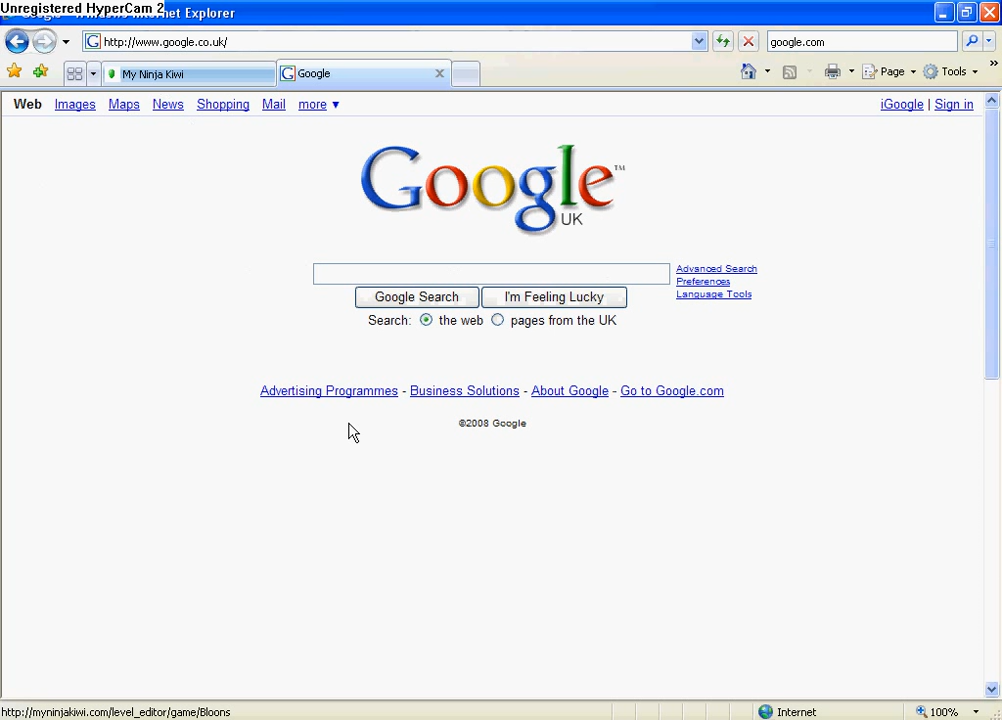 Unregistered HyperCam 2
Internet Explorer
http://www.google.co.uk/
google.com
My Ninja Kiwi
Google
Page
Tools
Web Images Maps News Shopping Mail more ▼
iGoogle | Sign in
Google™
UK
Advanced Search
Preferences
Language Tools
Google Search
I'm Feeling Lucky
Search: the web pages from the UK
Advertising Programmes - Business Solutions - About Google - Go to Google.com
©2008 Google
http://myninjakiwi.com/level_editor/game/Bloons
Internet
100%